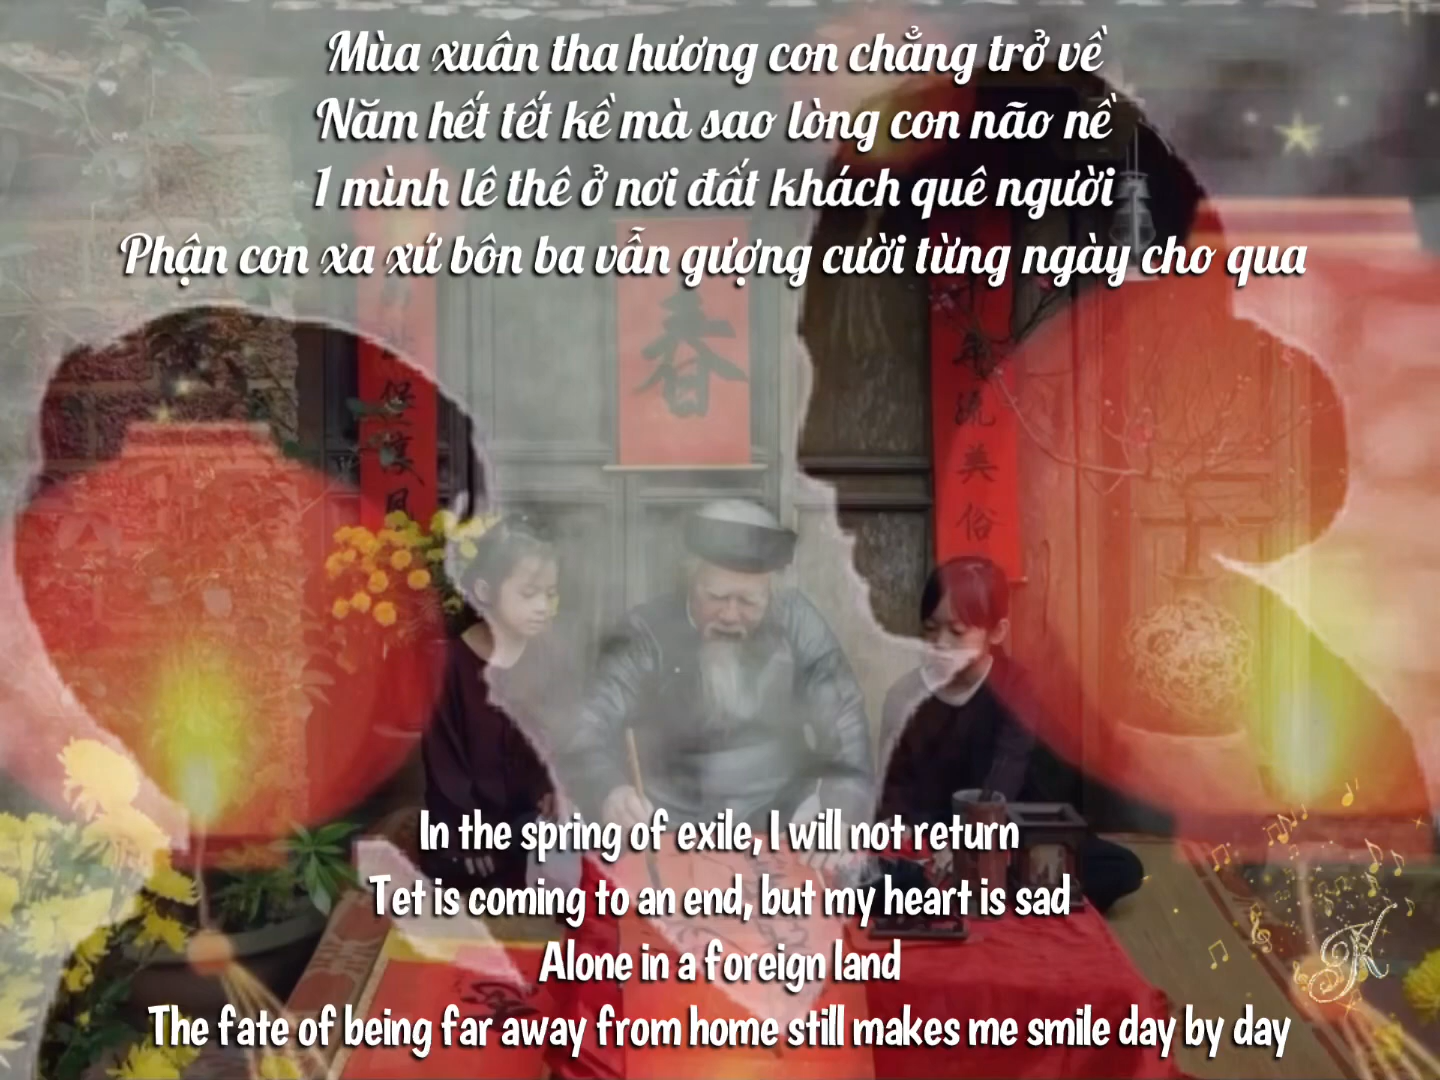 Mùa xuân tha hương con chẳng trở về
Năm hết tết kề mà sao lòng con não nề
1 mình lê thê ở nơi đất khách quê người
Phận con xa xứ bôn ba vẫn gượng cười từng ngày cho qua
春
流美俗
In the spring of exile, I will not return
Tet is coming to an end, but my heart is sad
Alone in a foreign land
The fate of being far away from home still makes me smile day by day